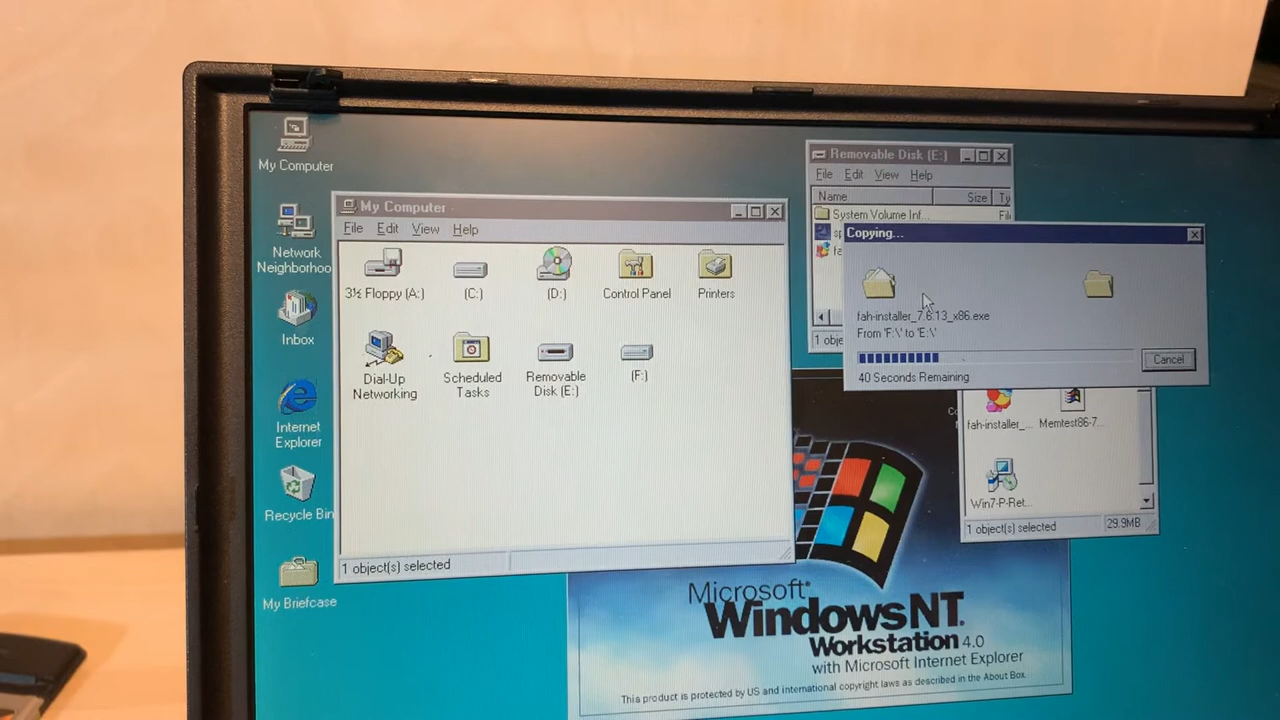 My Computer
Network
Neighborhoo
Inbox
Internet
Explorer
Recycle Bin
My Briefcase
My Computer
File Edit View Help
3½ Floppy (A:) (C:) (D:) Control Panel Printers
Dial-Up
Networking
Scheduled
Tasks
Removable
Disk (E:)
(F:)
1 object(s) selected
Removable Disk (E:)
File Edit View Help
Name Size Ty
System Volume Inf... Fil
sp
fa
1 obje
Copying...
fah-installer_7.6.13_x86.exe
From 'F:\' to 'E:\'
Cancel
40 Seconds Remaining
fah-installer_... Memtest86-7...
Win7-P-Ret...
1 object(s) selected 29.9MB
Microsoft®
Windows NT®
Workstation 4.0
with Microsoft Internet Explorer
This product is protected by US and international copyright laws as described in the About Box.